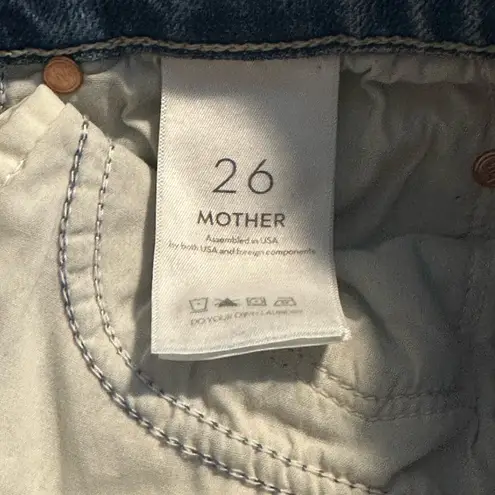 26
MOTHER
Assembled in USA
by both USA and foreign components
DO YOUR OWN LAUNDRY